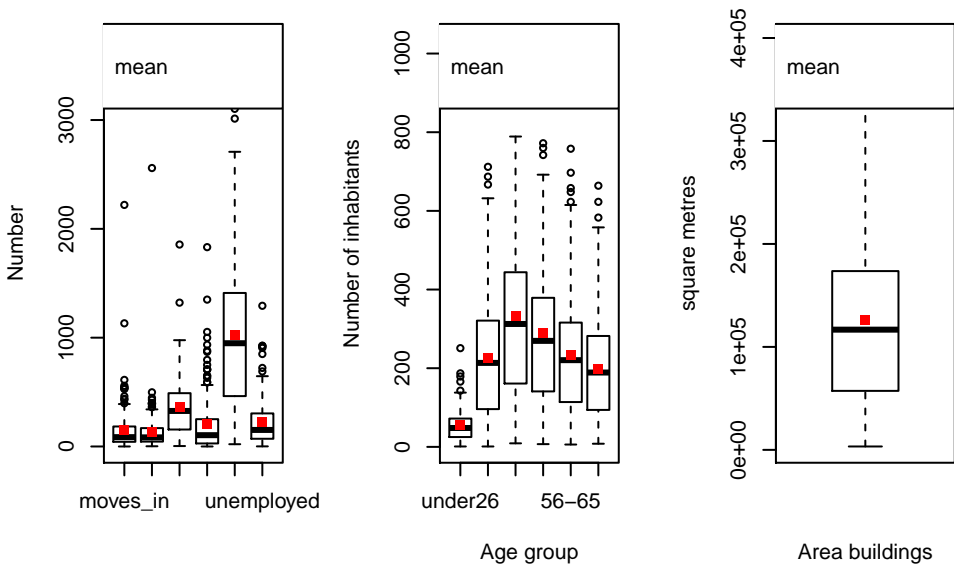 mean
Number
0
1000
2000
3000
moves_in
unemployed
mean
Number of inhabitants
0
200
400
600
800
1000
under26
56−65
Age group
mean
square metres
0e+00
1e+05
2e+05
3e+05
4e+05
Area buildings